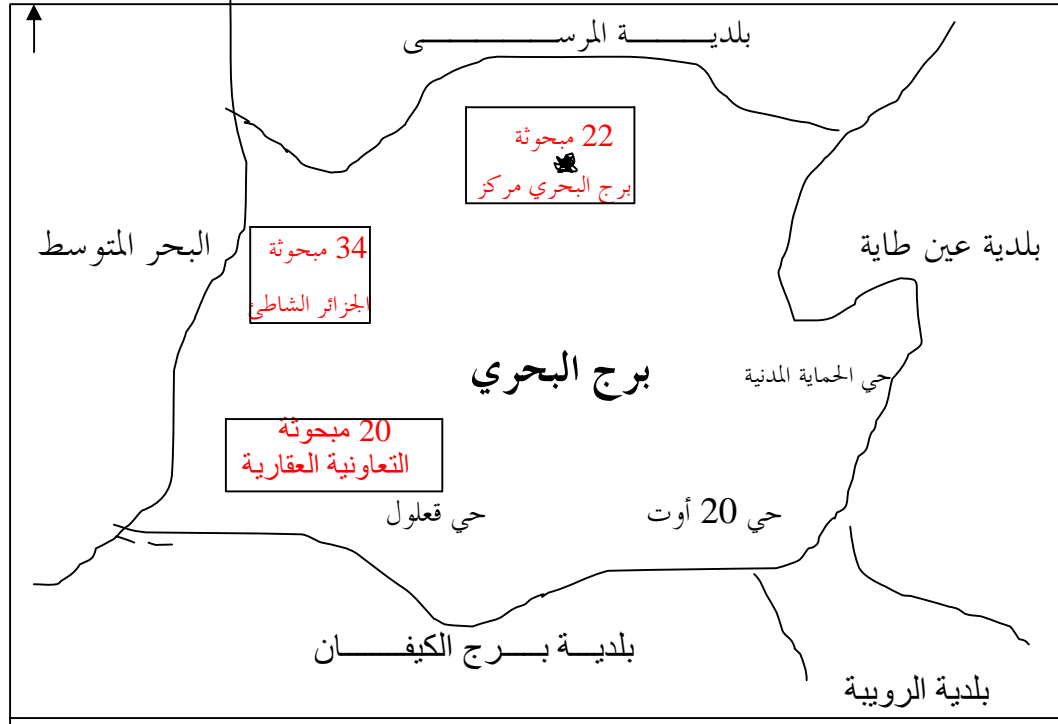 بلدية المرسى
22 مبحوثة
برج البحري مركز
البحر المتوسط
34 مبحوثة
الجزائر الشاطئ
بلدية عين طاية
برج البحري
حي الحماية المدنية
20 مبحوثة
التعاونية العقارية
حي قعلول
حي 20 أوت
بلدية برج الكيفان
بلدية الرويبة